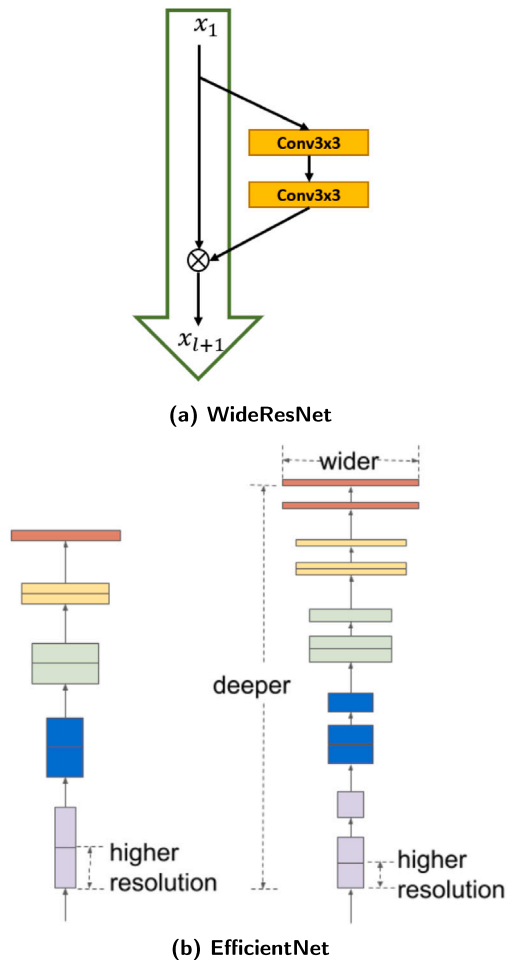 x₁
Conv3x3
Conv3x3
xₗ₊₁
(a) WideResNet
wider
deeper
higher
resolution
higher
resolution
(b) EfficientNet